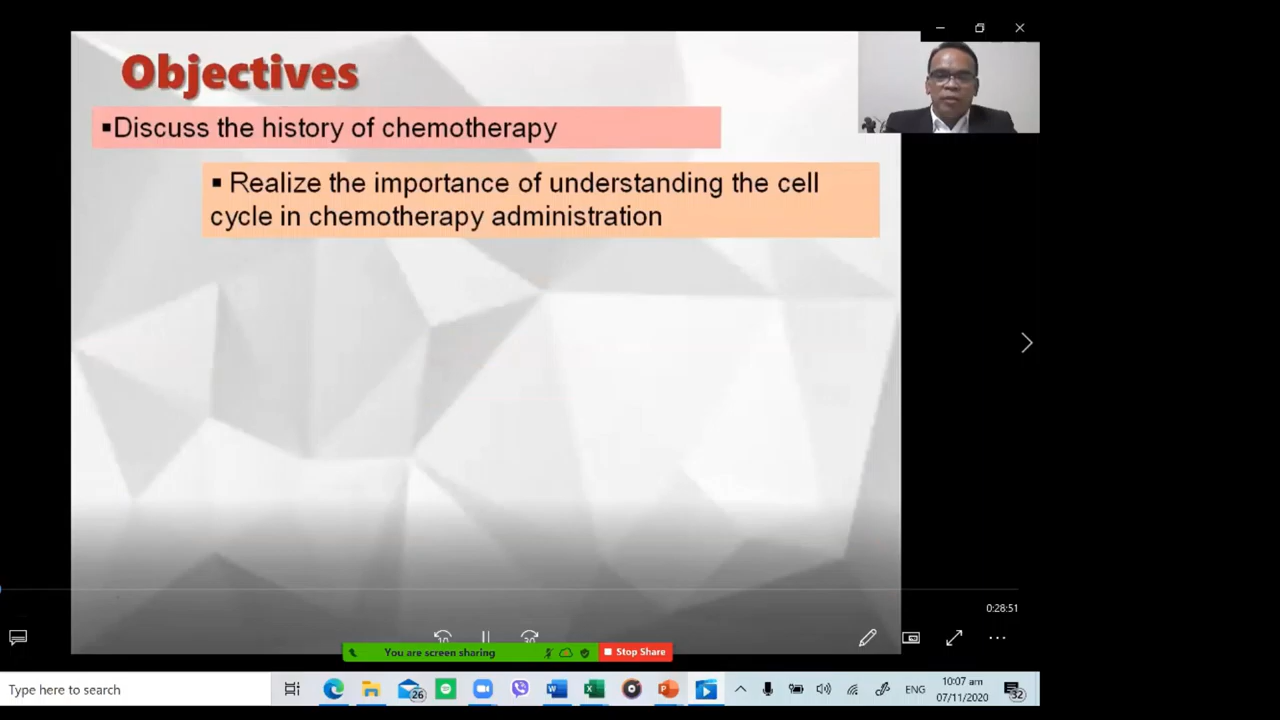 Objectives
▪Discuss the history of chemotherapy
▪ Realize the importance of understanding the cell
cycle in chemotherapy administration
0:28:51
10
30
You are screen sharing
Stop Share
Type here to search
26
ENG
10:07 am
07/11/2020
32